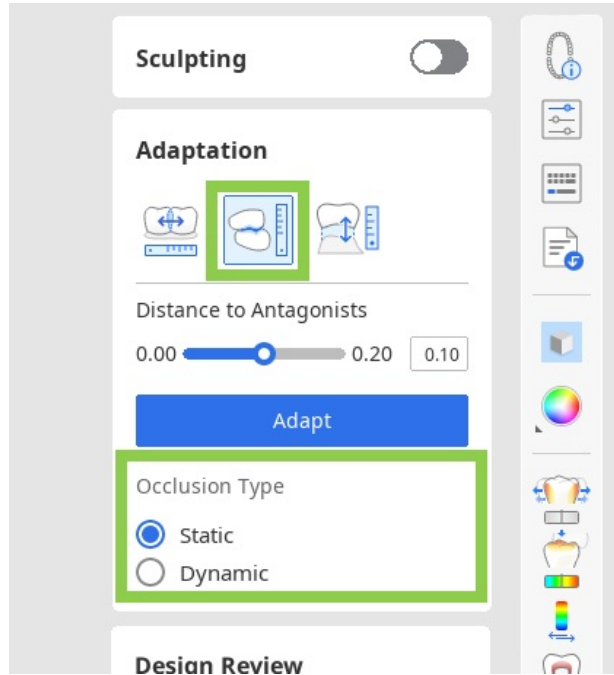 Sculpting
Adaptation
Distance to Antagonists
0.00 0.20 0.10
Adapt
Occlusion Type
Static
Dynamic
Design Review